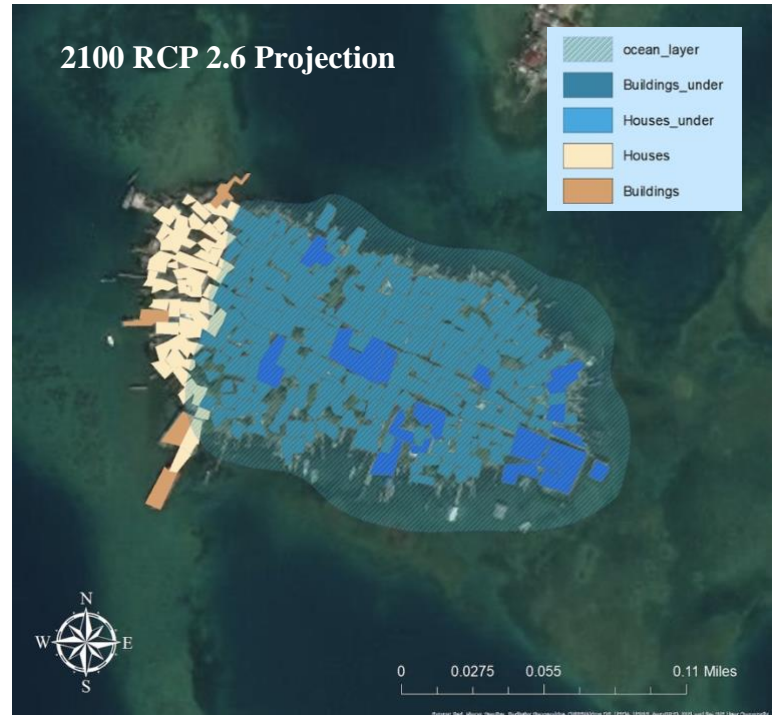 2100 RCP 2.6 Projection
ocean_layer
Buildings_under
Houses_under
Houses
Buildings
N
W E
S
0 0.0275 0.055 0.11 Miles